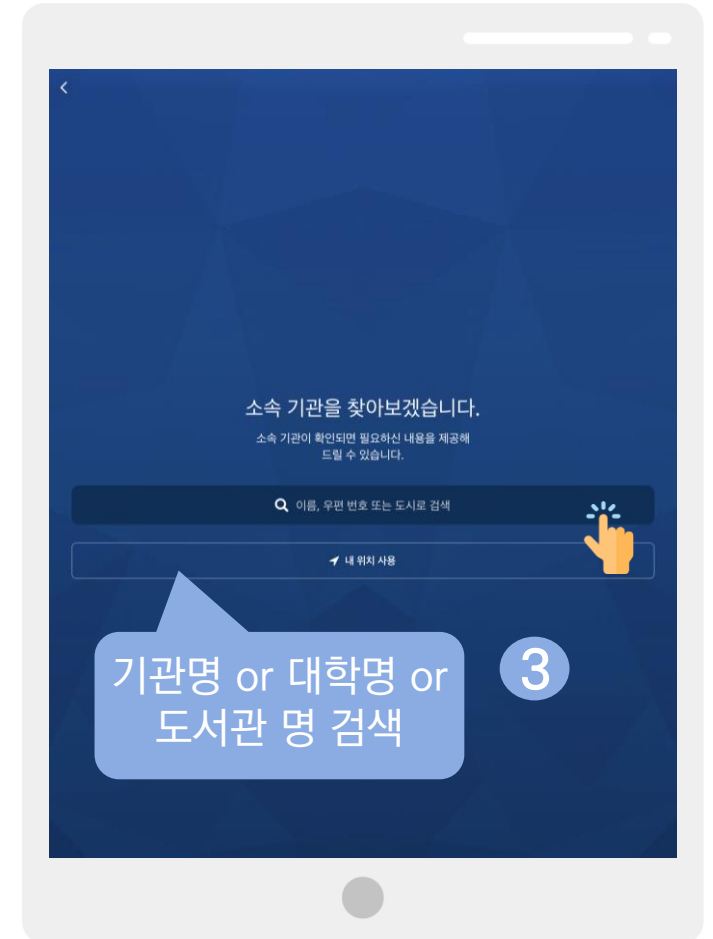 소속 기관을 찾아보겠습니다.
소속 기관이 확인되면 필요하신 내용을 제공해
드릴 수 있습니다.
이름, 우편 번호 또는 도시로 검색
내 위치 사용
기관명 or 대학명 or
도서관 명 검색
3